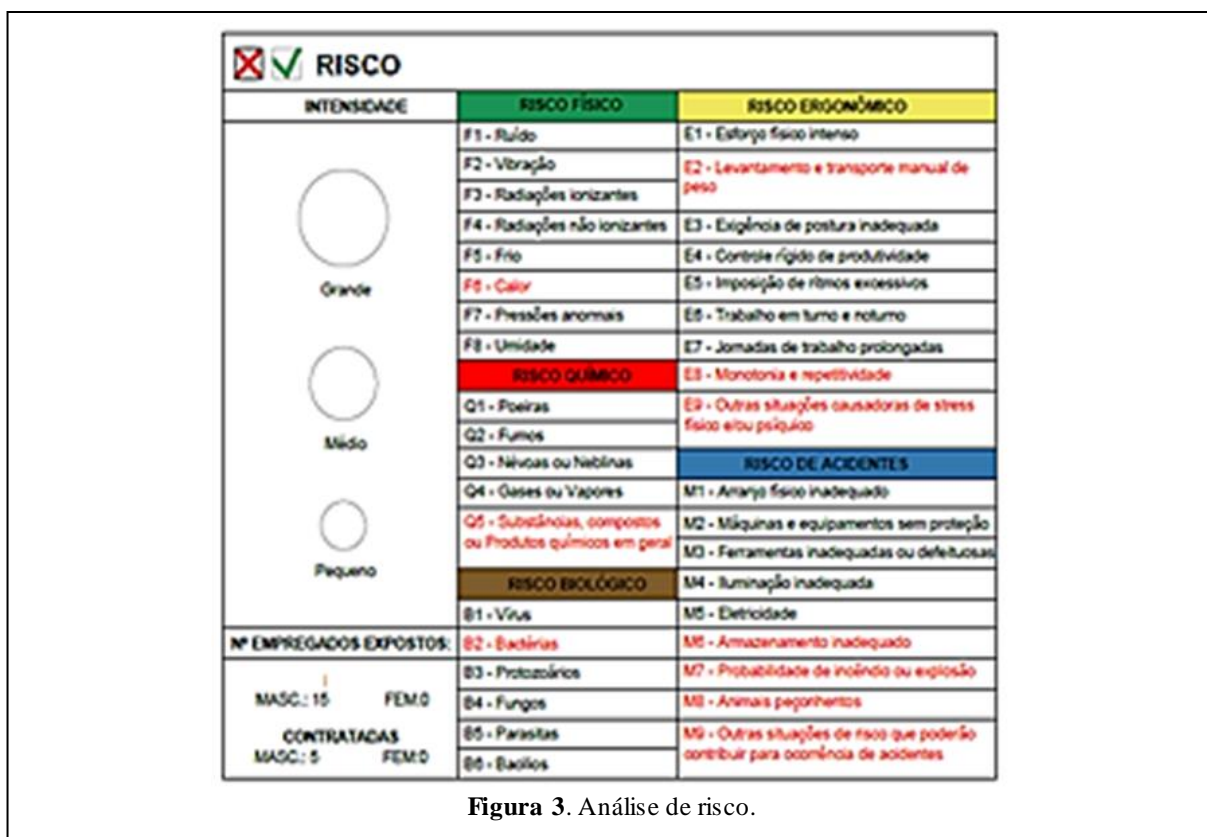 RISCO
INTENSIDADE
Grande
Médio
Pequeno
Nº EMPREGADOS EXPOSTOS:
MASC.: 15 FEM:0
CONTRATADAS
MASC.: 5 FEM:0
RISCO FÍSICO
F1 - Ruído
F2 - Vibração
F3 - Radiações ionizantes
F4 - Radiações não ionizantes
F5 - Frio
F6 - Calor
F7 - Pressões anormais
F8 - Umidade
RISCO QUÍMICO
Q1 - Poeiras
Q2 - Fumos
Q3 - Névoas ou Neblinas
Q4 - Gases ou Vapores
Q5 - Substâncias, compostos
ou Produtos químicos em geral
RISCO BIOLÓGICO
B1 - Vírus
B2 - Bactérias
B3 - Protozoários
B4 - Fungos
B5 - Parasitas
B6 - Bacilos
RISCO ERGONÔMICO
E1 - Esforço físico intenso
E2 - Levantamento e transporte manual de
peso
E3 - Exigência de postura inadequada
E4 - Controle rígido de produtividade
E5 - Imposição de ritmos excessivos
E6 - Trabalho em turno e noturno
E7 - Jornadas de trabalho prolongadas
E8 - Monotonia e repetitividade
E9 - Outras situações causadoras de stress
físico e/ou psíquico
RISCO DE ACIDENTES
M1 - Arranjo físico inadequado
M2 - Máquinas e equipamentos sem proteção
M3 - Ferramentas inadequadas ou defeituosas
M4 - Iluminação inadequada
M5 - Eletricidade
M6 - Armazenamento inadequado
M7 - Probabilidade de incêndio ou explosão
M8 - Animais peçonhentos
M9 - Outras situações de risco que poderão
contribuir para ocorrência de acidentes
Figura 3. Análise de risco.